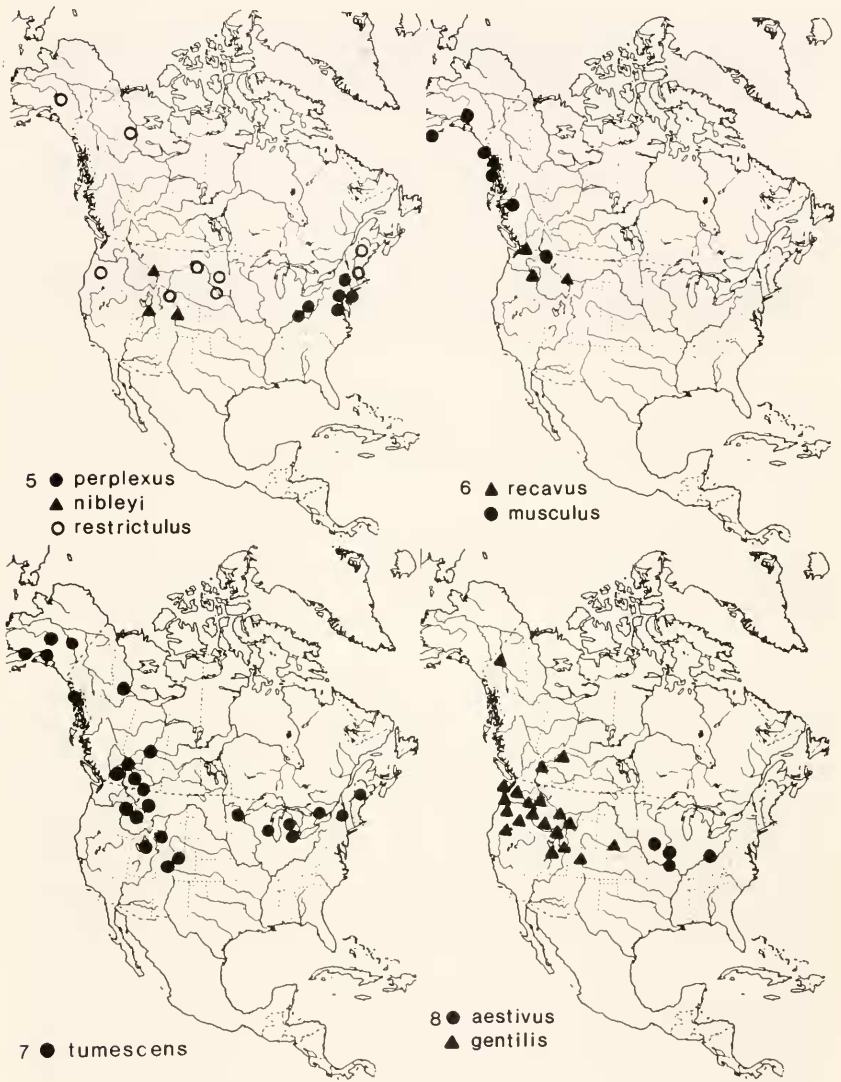 5 ● perplexus
▲ nibleyi
○ restrictulus
6 ▲ recavus
● musculus
7 ● tumescens
8 ● aestivus
▲ gentilis